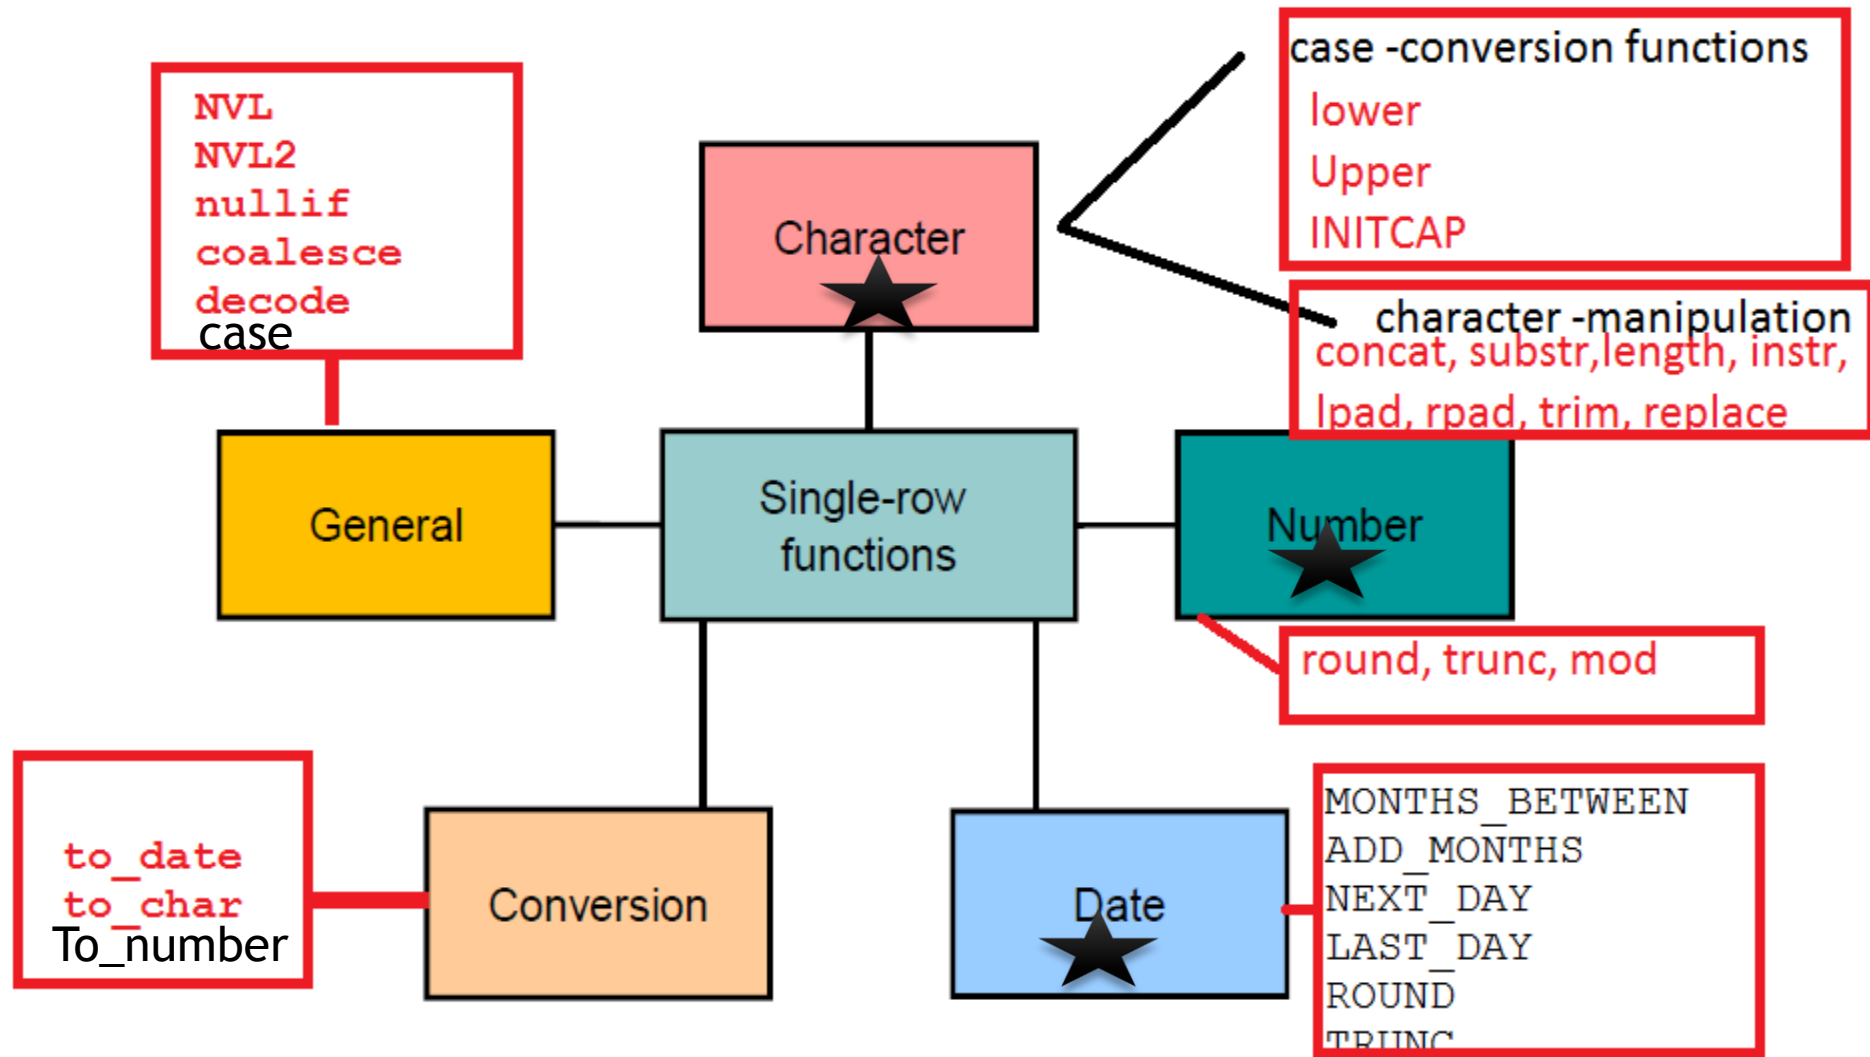 case -conversion functions
lower
Upper
INITCAP
NVL
NVL2
nullif
coalesce
decode
case
Character
character -manipulation
concat, substr,length, instr,
lpad, rpad, trim, replace
General
Single-row
functions
Number
round, trunc, mod
to_date
to_char
To_number
Conversion
Date
MONTHS_BETWEEN
ADD_MONTHS
NEXT_DAY
LAST_DAY
ROUND
TRUNC